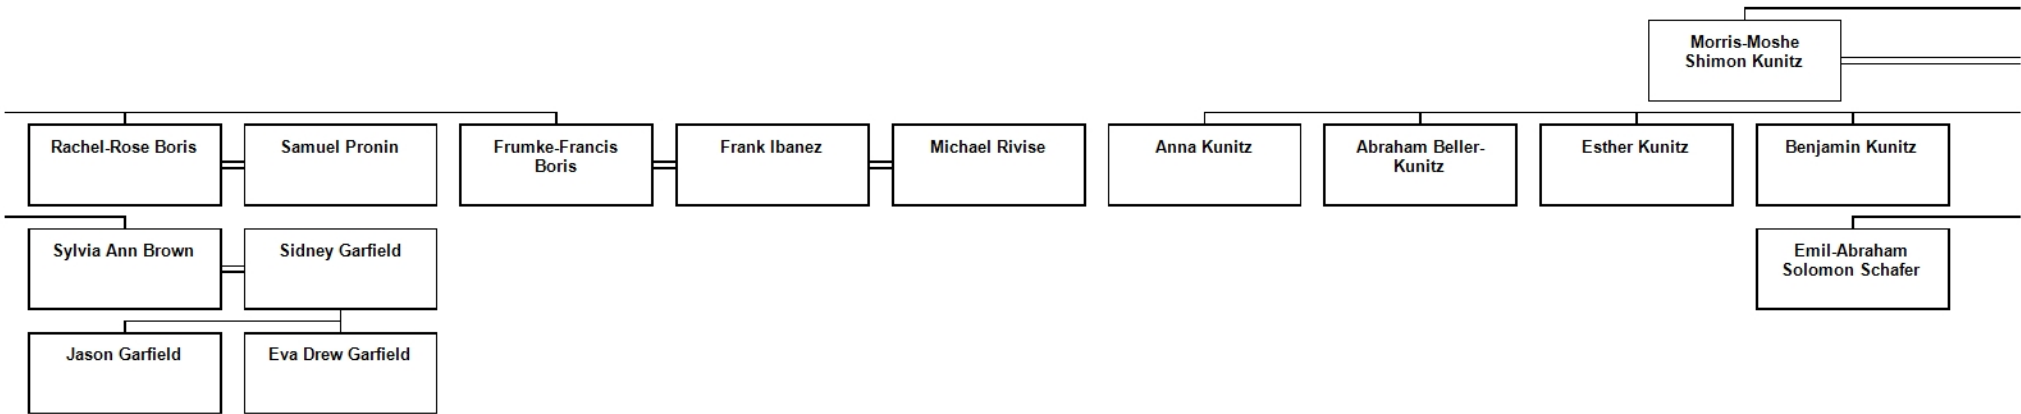 Morris-Moshe
Shimon Kunitz
Rachel-Rose Boris
Samuel Pronin
Frumke-Francis
Boris
Frank Ibanez
Michael Rivise
Anna Kunitz
Abraham Beller-
Kunitz
Esther Kunitz
Benjamin Kunitz
Sylvia Ann Brown
Sidney Garfield
Emil-Abraham
Solomon Schafer
Jason Garfield
Eva Drew Garfield